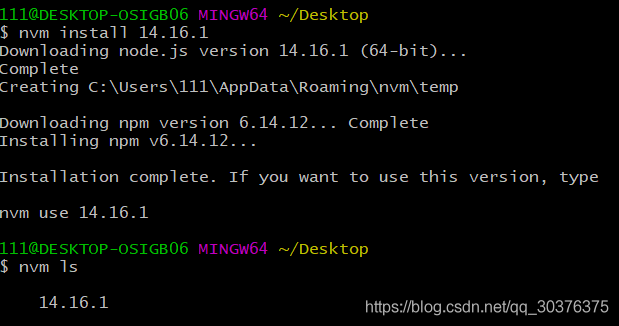 111@DESKTOP-OSIGB06 MINGW64 ~/Desktop
$ nvm install 14.16.1
Downloading node.js version 14.16.1 (64-bit)...
Complete
Creating C:\Users\111\AppData\Roaming\nvm\temp
Downloading npm version 6.14.12... Complete
Installing npm v6.14.12...
Installation complete. If you want to use this version, type
nvm use 14.16.1
111@DESKTOP-OSIGB06 MINGW64 ~/Desktop
$ nvm ls
14.16.1
https://blog.csdn.net/qq_30376375